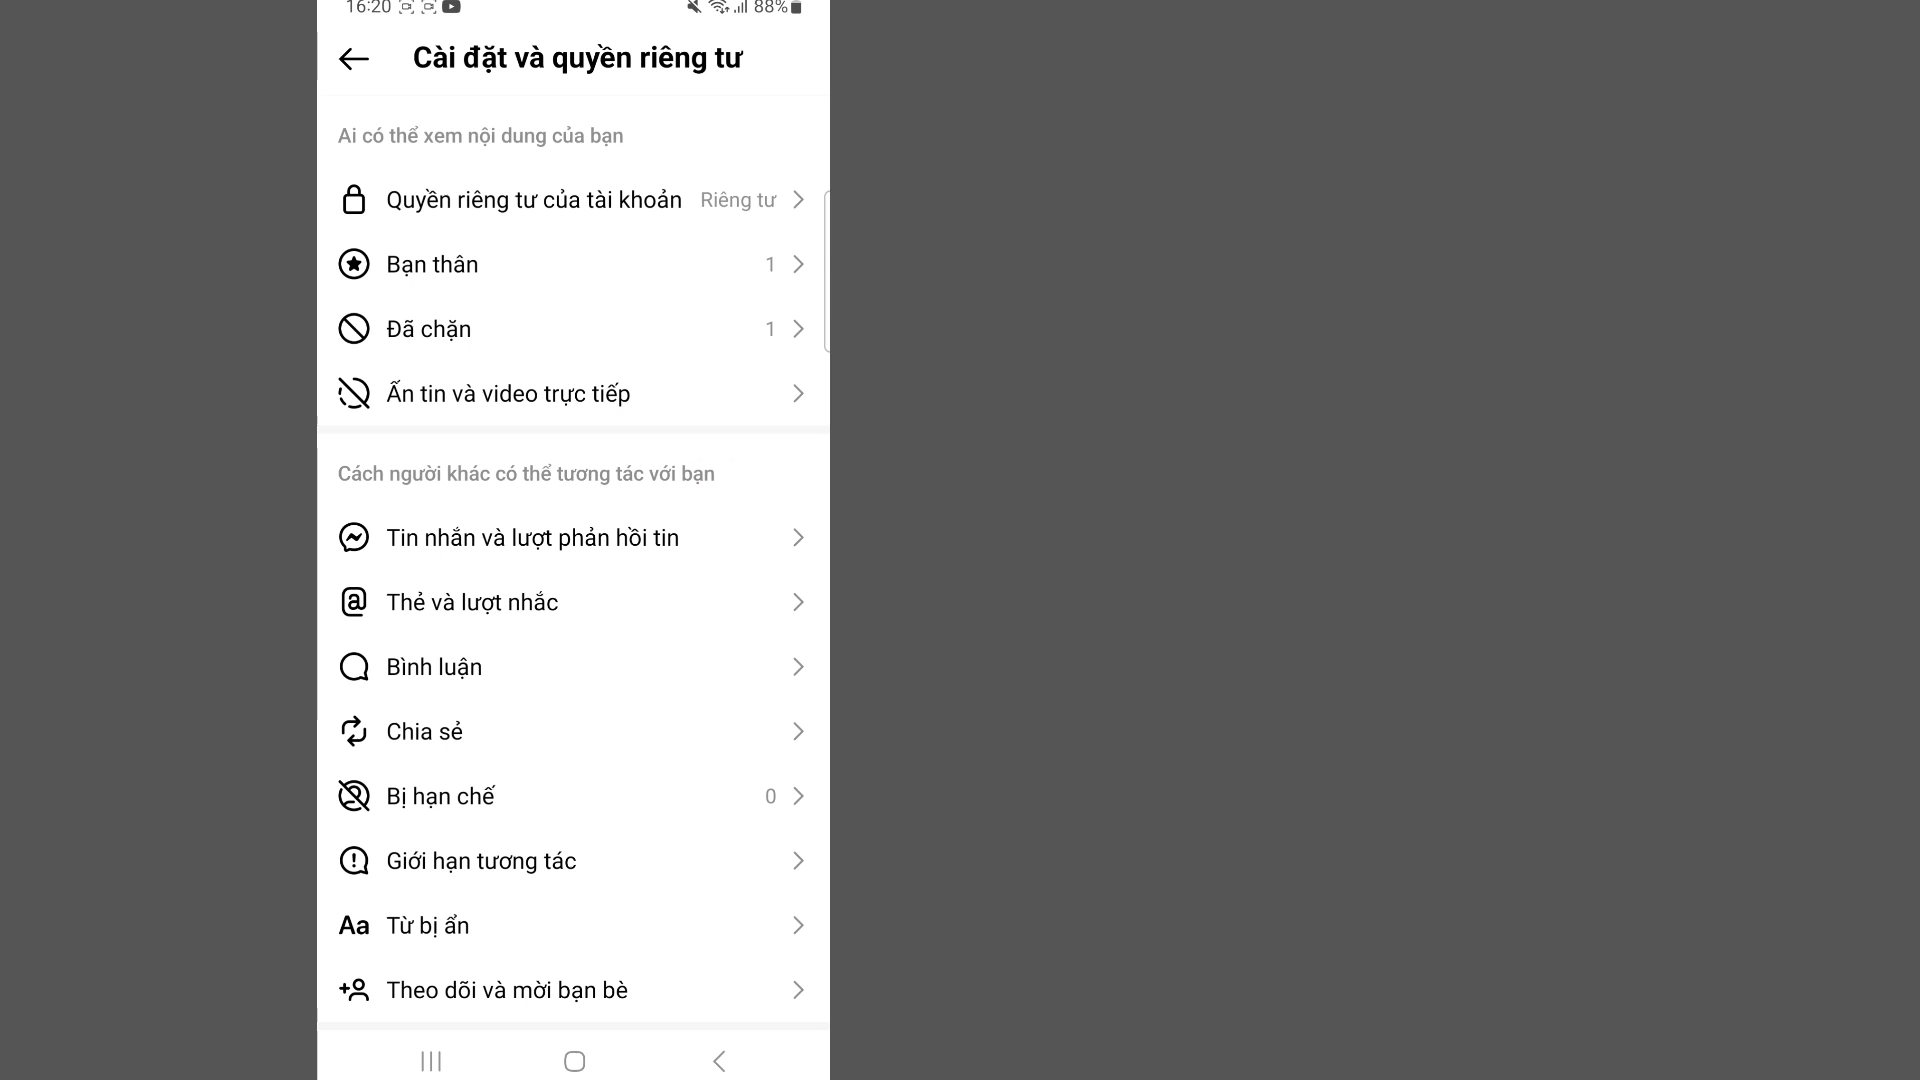 16:20 88%
Cài đặt và quyền riêng tư
Ai có thể xem nội dung của bạn
Quyền riêng tư của tài khoản Riêng tư
Bạn thân 1
Đã chặn 1
Ẩn tin và video trực tiếp
Cách người khác có thể tương tác với bạn
Tin nhắn và lượt phản hồi tin
Thẻ và lượt nhắc
Bình luận
Chia sẻ
Bị hạn chế 0
Giới hạn tương tác
Aa Từ bị ẩn
Theo dõi và mời bạn bè